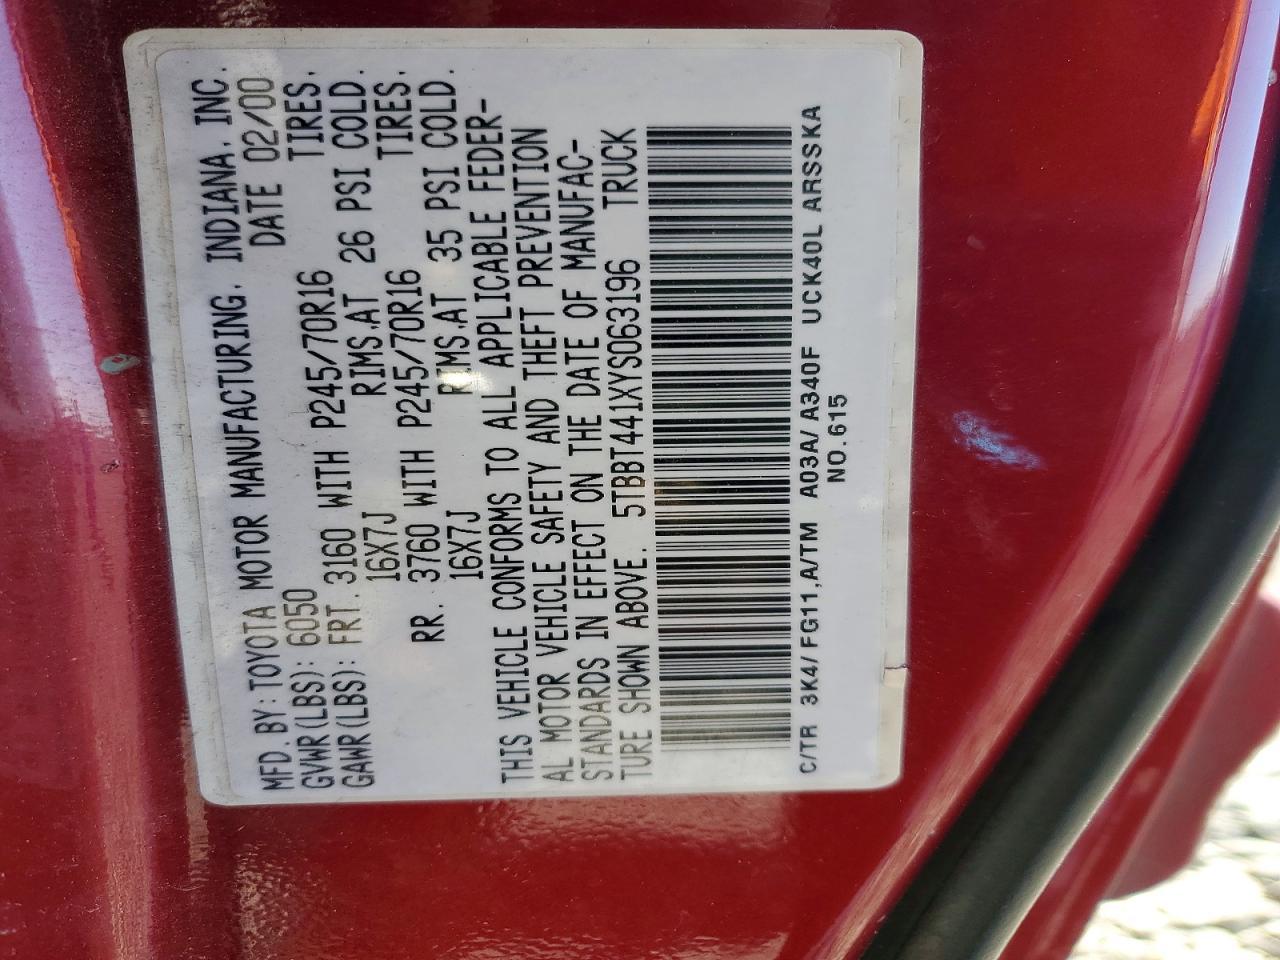 MFD. BY: TOYOTA MOTOR MANUFACTURING, INDIANA, INC.
GVWR(LBS): 6050 DATE 02/00
GAWR(LBS): FRT. 3160 WITH P245/70R16 TIRES,
16X7J RIMS,AT 26 PSI COLD.
RR. 3760 WITH P245/70R16 TIRES,
16X7J RIMS,AT 35 PSI COLD.
THIS VEHICLE CONFORMS TO ALL APPLICABLE FEDER-
AL MOTOR VEHICLE SAFETY AND THEFT PREVENTION
STANDARDS IN EFFECT ON THE DATE OF MANUFAC-
TURE SHOWN ABOVE. 5TBBT441XYS063196 TRUCK
C/TR 3K4/FG11,A/TM A03A/A340F UCK40L ARSSKA
NO.615